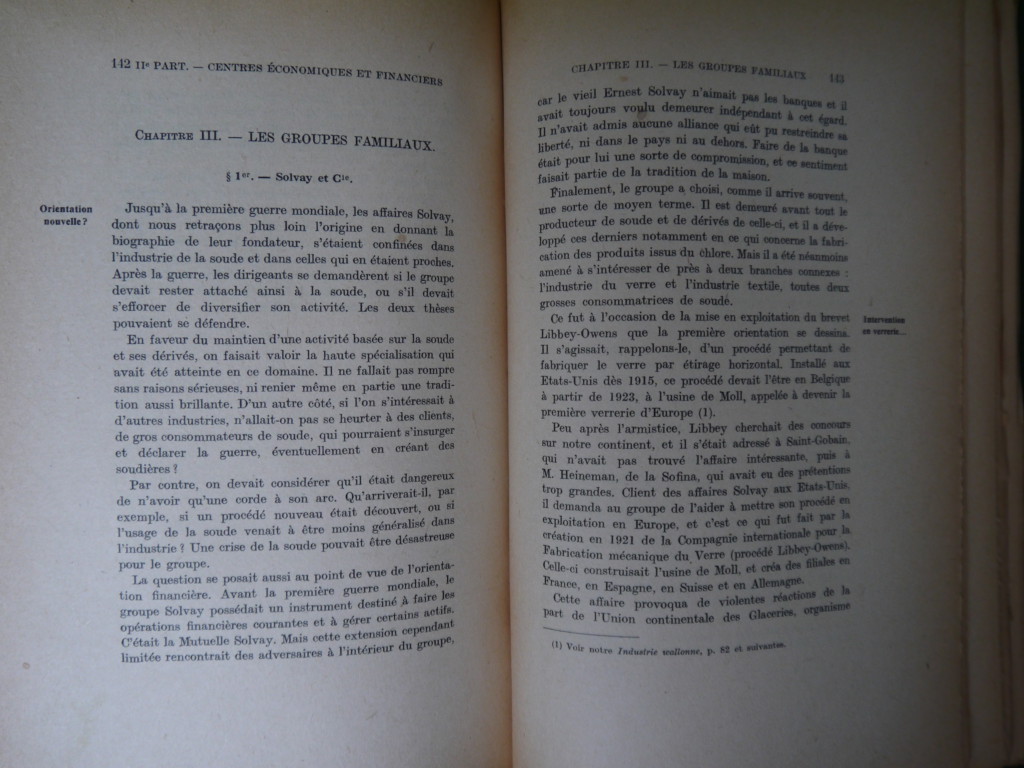 142 IIe PART. — CENTRES ÉCONOMIQUES ET FINANCIERS
CHAPITRE III. — LES GROUPES FAMILIAUX.
§ 1er. — Solvay et Cie.
Orientation
nouvelle ?
Jusqu'à la première guerre mondiale, les affaires Solvay,
dont nous retraçons plus loin l'origine en donnant la
biographie de leur fondateur, s'étaient confinées dans
l'industrie de la soude et dans celles qui en étaient proches.
Après la guerre, les dirigeants se demandèrent si le groupe
devait rester attaché ainsi à la soude, ou s'il devait
s'efforcer de diversifier son activité. Les deux thèses
pouvaient se défendre.
En faveur du maintien d'une activité basée sur la soude
et ses dérivés, on faisait valoir la haute spécialisation qui
avait été atteinte en ce domaine. Il ne fallait pas rompre
sans raisons sérieuses, ni renier même en partie une tradi-
tion aussi brillante. D'un autre côté, si l'on s'intéressait à
d'autres industries, n'allait-on pas se heurter à des clients,
de gros consommateurs de soude, qui pourraient s'insurger
et déclarer la guerre, éventuellement en créant des
soudières ?
Par contre, on devait considérer qu'il était dangereux
de n'avoir qu'une corde à son arc. Qu'arriverait-il, par
exemple, si un procédé nouveau était découvert, ou si
l'usage de la soude venait à être moins généralisé dans
l'industrie ? Une crise de la soude pouvait être désastreuse
pour le groupe.
La question se posait aussi au point de vue de l'orienta-
tion financière. Avant la première guerre mondiale, le
groupe Solvay possédait un instrument destiné à faire les
opérations financières courantes et à gérer certains actifs.
C'était la Mutuelle Solvay. Mais cette extension cependant
limitée rencontrait des adversaires à l'intérieur du groupe,
CHAPITRE III. — LES GROUPES FAMILIAUX 143
car le vieil Ernest Solvay n'aimait pas les banques et il
avait toujours voulu demeurer indépendant à cet égard.
Il n'avait admis aucune alliance qui eût pu restreindre sa
liberté, ni dans le pays ni au dehors. Faire de la banque
était pour lui une sorte de compromission, et ce sentiment
faisait partie de la tradition de la maison.
Finalement, le groupe a choisi, comme il arrive souvent,
une sorte de moyen terme. Il est demeuré avant tout le
producteur de soude et de dérivés de celle-ci, et il a déve-
loppé ces derniers notamment en ce qui concerne la fabri-
cation des produits issus du chlore. Mais il a été néanmoins
amené à s'intéresser de près à deux branches connexes :
l'industrie du verre et l'industrie textile, toutes deux
grosses consommatrices de soude.
Ce fut à l'occasion de la mise en exploitation du brevet
Libbey-Owens que la première orientation se dessina.
Il s'agissait, rappelons-le, d'un procédé permettant de
fabriquer le verre par étirage horizontal. Installé aux
Etats-Unis dès 1915, ce procédé devait l'être en Belgique
à partir de 1923, à l'usine de Moll, appelée à devenir la
première verrerie d'Europe (1).
Intervention
en verrerie...
Peu après l'armistice, Libbey cherchait des concours
sur notre continent, et il s'était adressé à Saint-Gobain,
qui n'avait pas trouvé l'affaire intéressante, puis à
M. Heineman, de la Sofina, qui avait eu des prétentions
trop grandes. Client des affaires Solvay aux Etats-Unis,
il demanda au groupe de l'aider à mettre son procédé en
exploitation en Europe, et c'est ce qui fut fait par la
création en 1921 de la Compagnie internationale pour la
Fabrication mécanique du Verre (procédé Libbey-Owens).
Celle-ci construisait l'usine de Moll, et créa des filiales en
France, en Espagne, en Suisse et en Allemagne.
Cette affaire provoqua de violentes réactions de la
part de l'Union continentale des Glaceries, organisme
(1) Voir notre Industrie wallonne, p. 82 et suivantes.